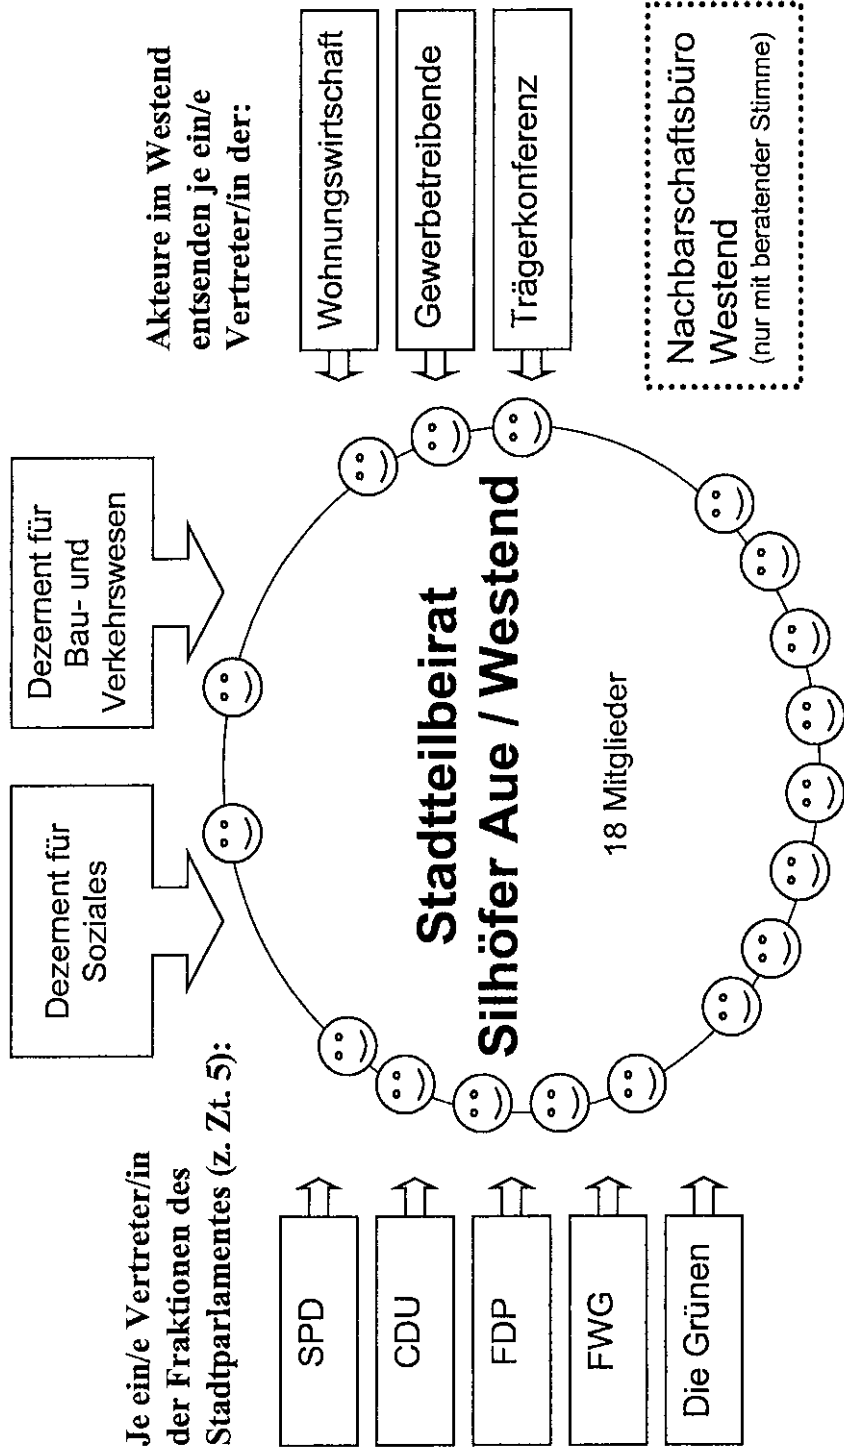 Dezernent für
Soziales
Dezernent für
Bau- und
Verkehrswesen
Je ein/e Vertreter/in
der Fraktionen des
Stadtparlamentes (z. Zt. 5):
SPD
CDU
FDP
FWG
Die Grünen
Stadtteilbeirat
Silhöfer Aue / Westend
18 Mitglieder
Akteure im Westend
entsenden je ein/e
Vertreter/in der:
Wohnungswirtschaft
Gewerbetreibende
Trägerkonferenz
Nachbarschaftsbüro
Westend
(nur mit beratender Stimme)